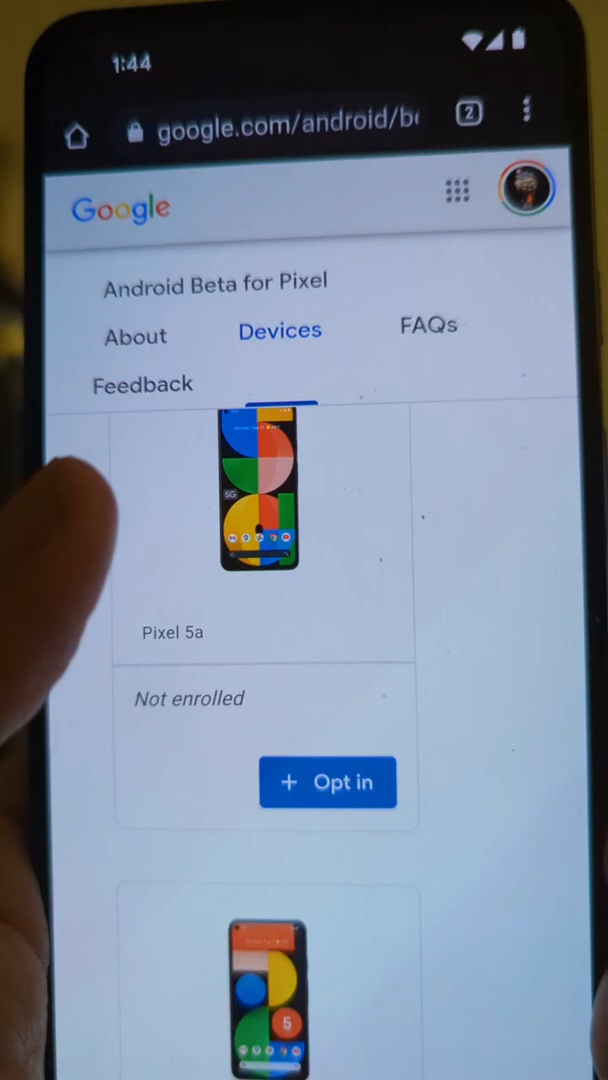 1:44
google.com/android/be
2
Google
Android Beta for Pixel
About
Devices
FAQs
Feedback
5G
Pixel 5a
Not enrolled
+ Opt in
5